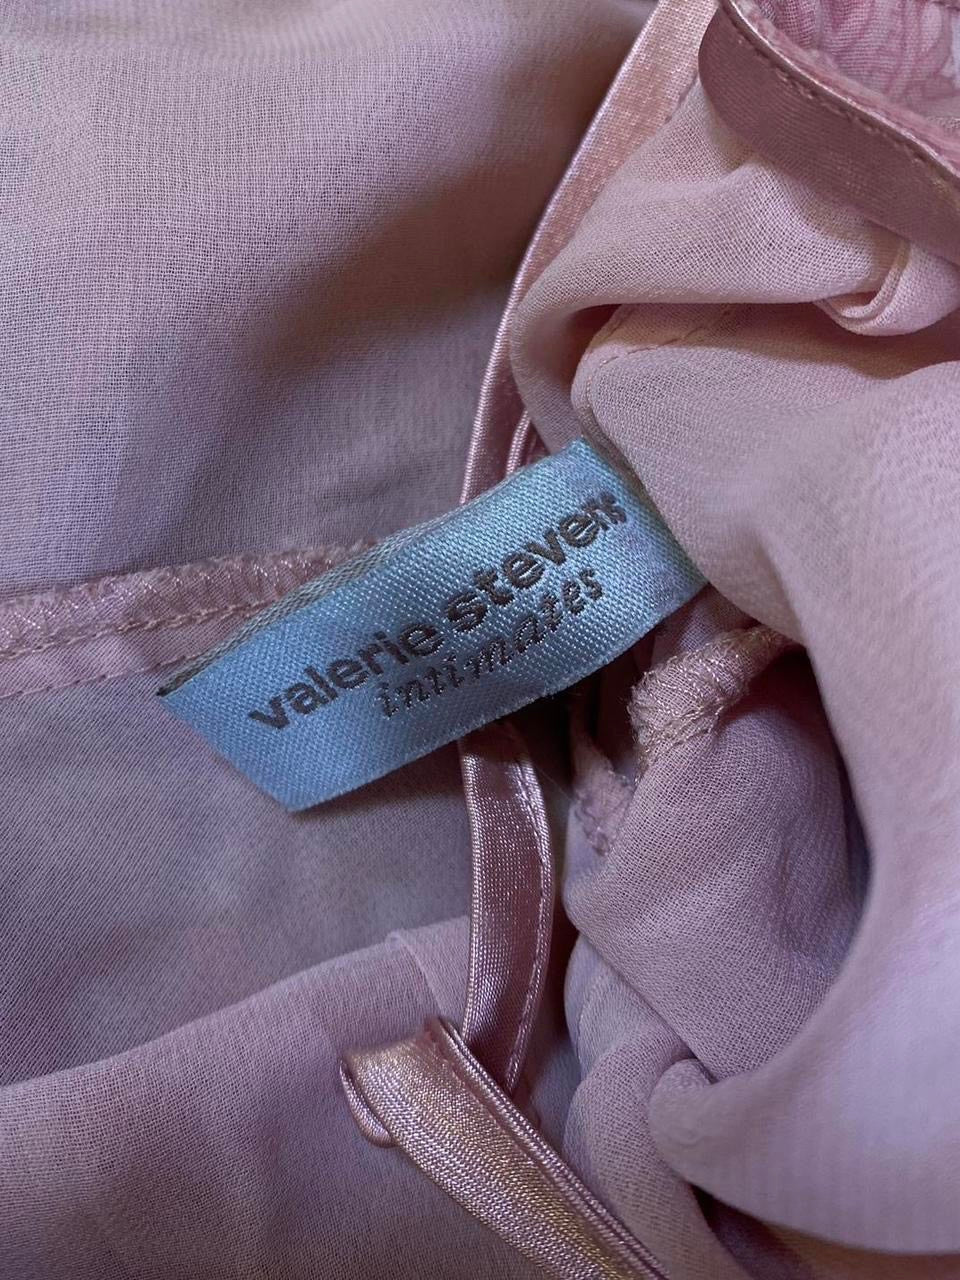 valerie stevens
intimates